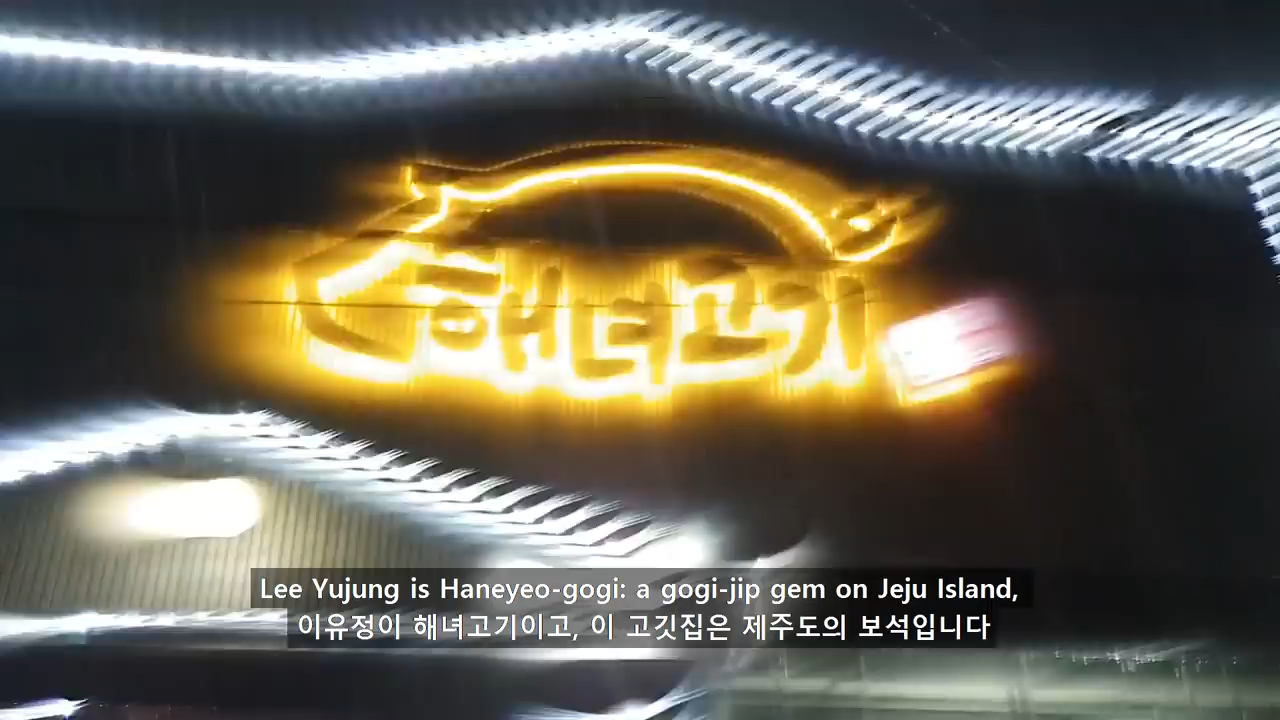 해녀고기
Lee Yujung is Haneyeo-gogi: a gogi-jip gem on Jeju Island,
이유정이 해녀고기이고, 이 고깃집은 제주도의 보석입니다